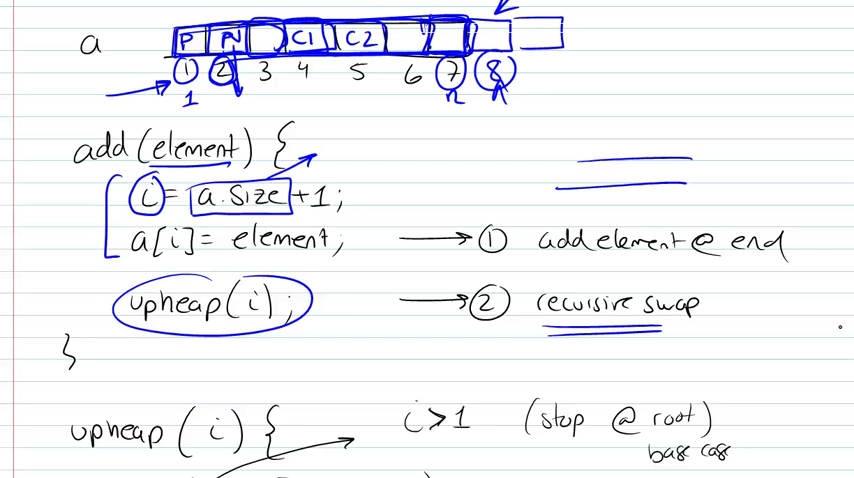 a P N C1 C2
1 2 3 4 5 6 7 8
1 n
add (element) {
i = a.size + 1;
a[i] = element; → 1 add element @ end
upheap(i); → 2 recursive swap
}
upheap (i) { i > 1 (stop @ root)
base case